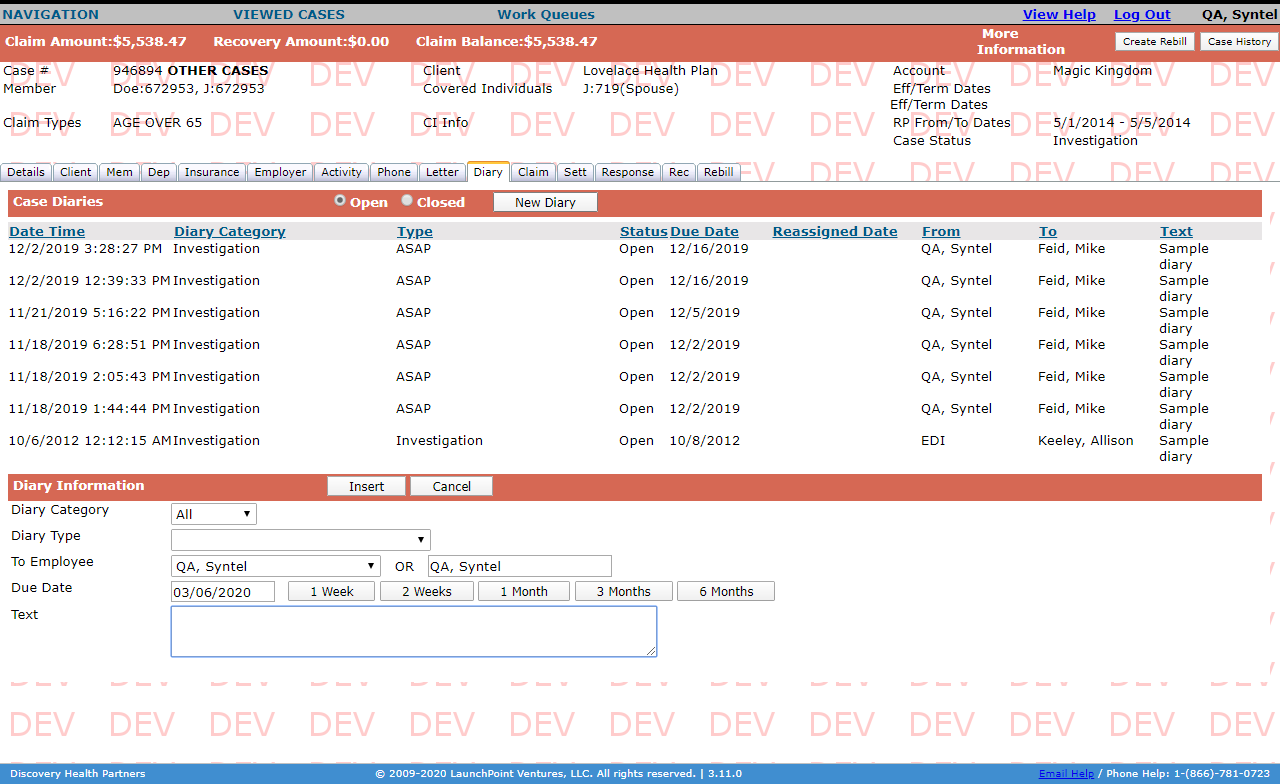 NAVIGATION VIEWED CASES Work Queues View Help Log Out QA, Syntel
Claim Amount:$5,538.47 Recovery Amount:$0.00 Claim Balance:$5,538.47 More Information Create Rebill Case History
Case # 946894 OTHER CASES Client Lovelace Health Plan Account Magic Kingdom
Member Doe:672953, J:672953 Covered Individuals J:719(Spouse) Eff/Term Dates
Eff/Term Dates
Claim Types AGE OVER 65 CI Info RP From/To Dates 5/1/2014 - 5/5/2014
Case Status Investigation
Details Client Mem Dep Insurance Employer Activity Phone Letter Diary Claim Sett Response Rec Rebill
Case Diaries Open Closed New Diary
Date Time Diary Category Type Status Due Date Reassigned Date From To Text
12/2/2019 3:28:27 PM Investigation ASAP Open 12/16/2019 QA, Syntel Feid, Mike Sample
diary
12/2/2019 12:39:33 PM Investigation ASAP Open 12/16/2019 QA, Syntel Feid, Mike Sample
diary
11/21/2019 5:16:22 PM Investigation ASAP Open 12/5/2019 QA, Syntel Feid, Mike Sample
diary
11/18/2019 6:28:51 PM Investigation ASAP Open 12/2/2019 QA, Syntel Feid, Mike Sample
diary
11/18/2019 2:05:43 PM Investigation ASAP Open 12/2/2019 QA, Syntel Feid, Mike Sample
diary
11/18/2019 1:44:44 PM Investigation ASAP Open 12/2/2019 QA, Syntel Feid, Mike Sample
diary
10/6/2012 12:12:15 AM Investigation Investigation Open 10/8/2012 EDI Keeley, Allison Sample
diary
Diary Information Insert Cancel
Diary Category All
Diary Type
To Employee QA, Syntel OR QA, Syntel
Due Date 03/06/2020 1 Week 2 Weeks 1 Month 3 Months 6 Months
Text
DEV DEV DEV DEV DEV DEV DEV DEV DEV DEV DEV DEV DEV
Discovery Health Partners © 2009-2020 LaunchPoint Ventures, LLC. All rights reserved. | 3.11.0 Email Help / Phone Help: 1-(866)-781-0723